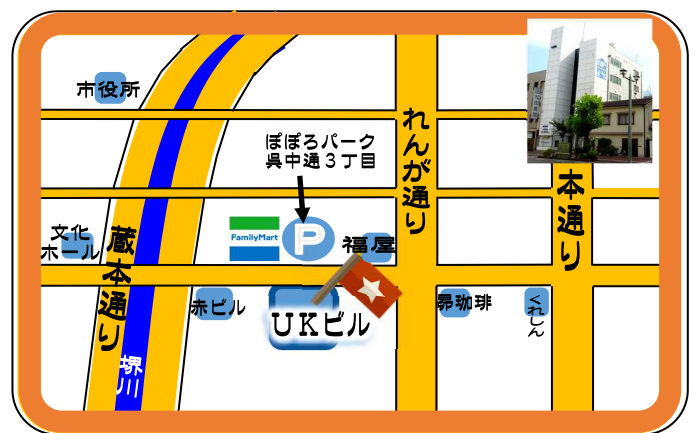 市役所
ぽぽろパーク
呉中通３丁目
れんが通り
本通り
文化
ホール
蔵本通り
FamilyMart
P
福屋
赤ビル
UKビル
昴珈琲
くれしん
堺川